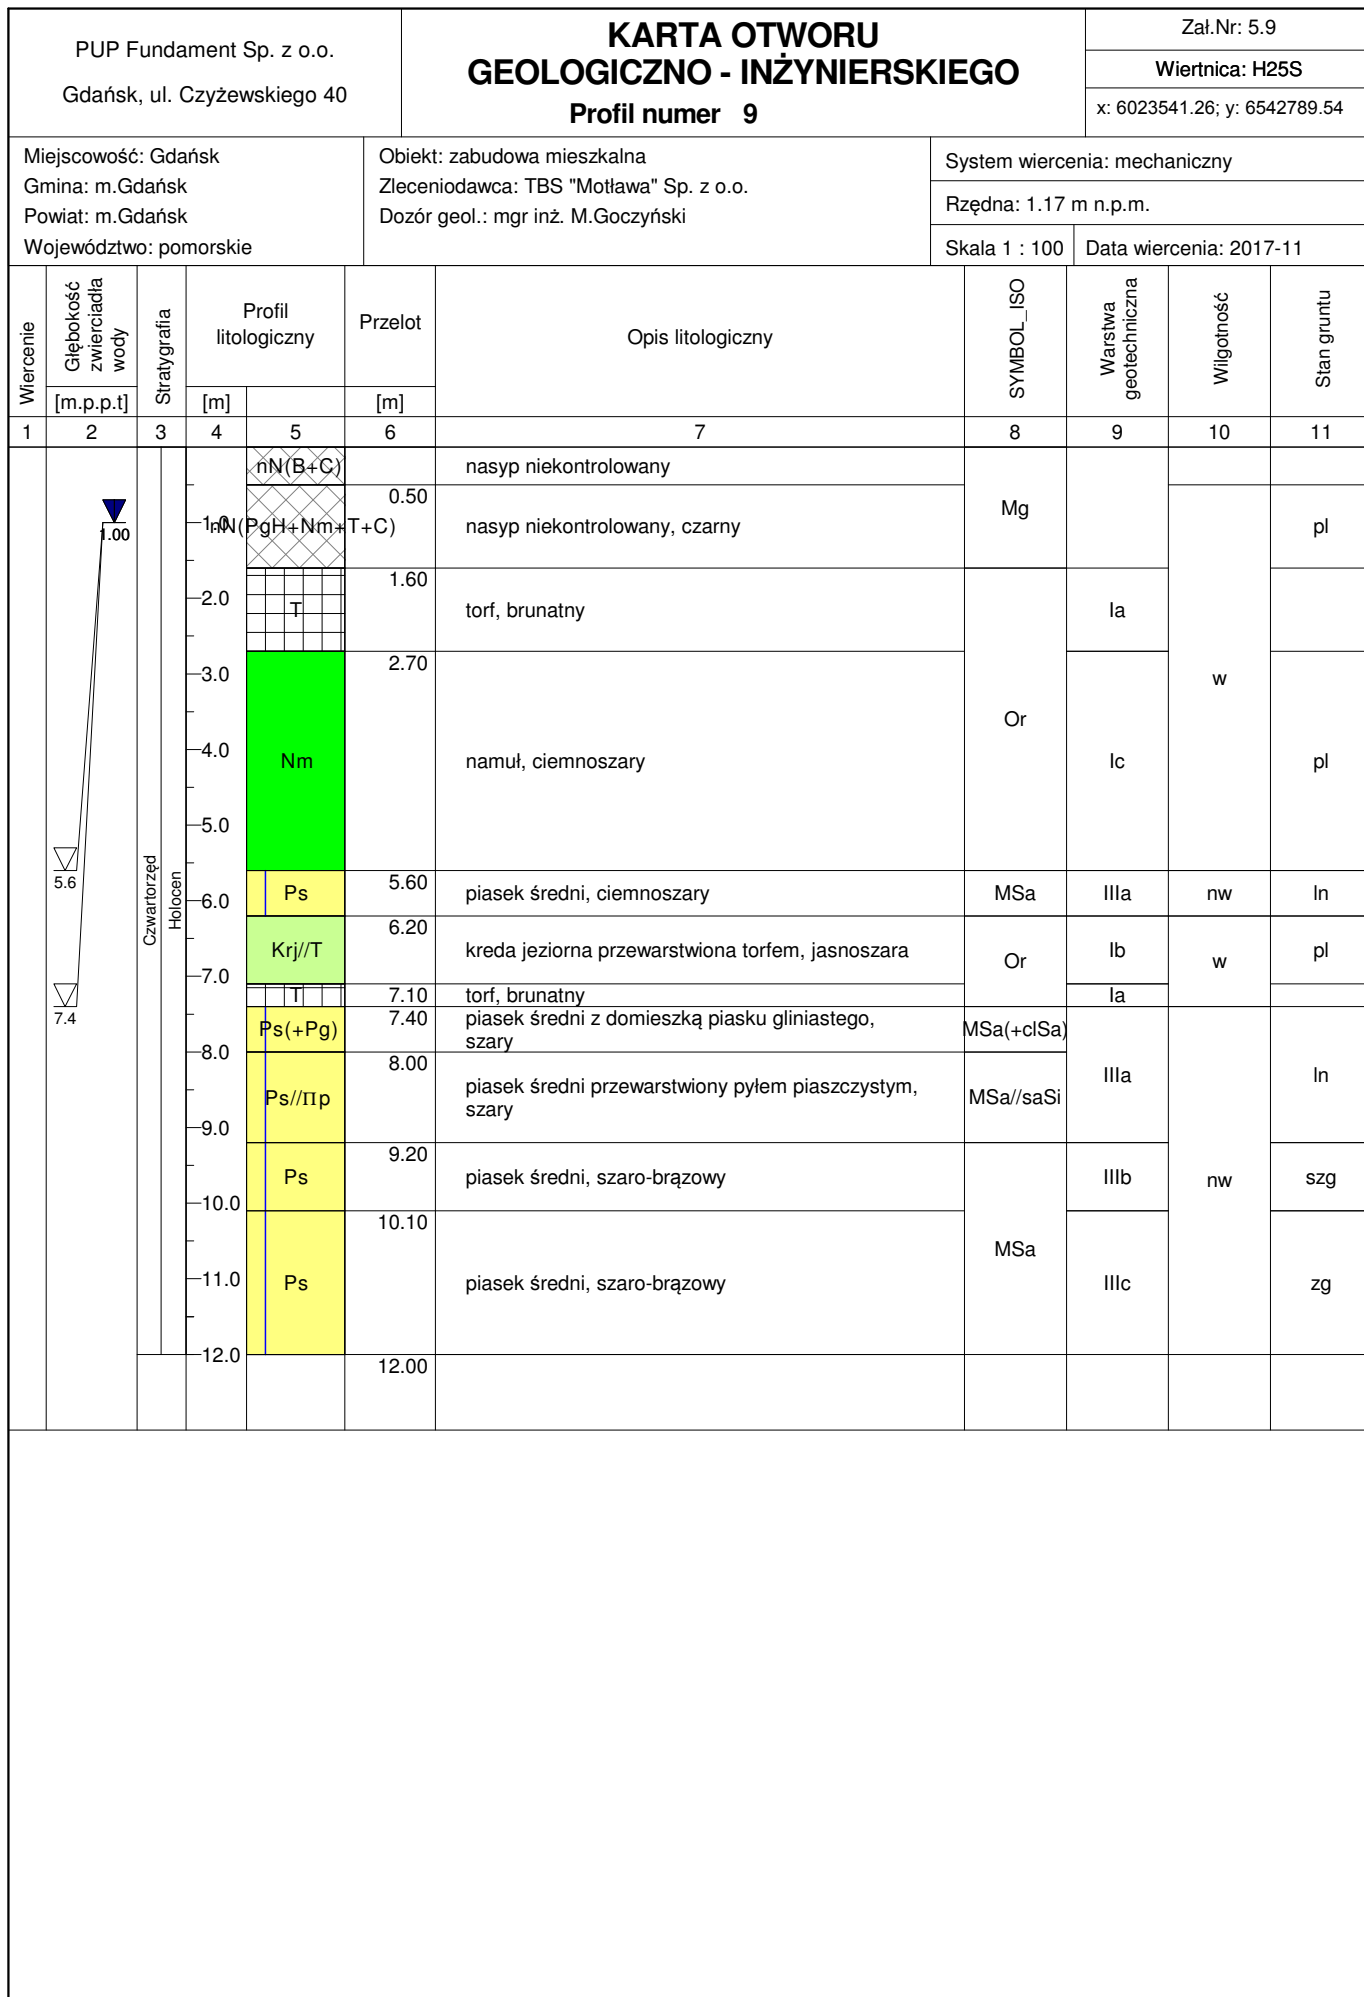 PUP Fundament Sp. z o.o.
Gdańsk, ul. Czyżewskiego 40
KARTA OTWORU
GEOLOGICZNO - INŻYNIERSKIEGO
Profil numer 9
Zał.Nr: 5.9
Wiertnica: H25S
x: 6023541.26; y: 6542789.54
Miejscowość: Gdańsk
Gmina: m.Gdańsk
Powiat: m.Gdańsk
Województwo: pomorskie
Obiekt: zabudowa mieszkalna
Zleceniodawca: TBS "Motława" Sp. z o.o.
Dozór geol.: mgr inż. M.Goczyński
System wiercenia: mechaniczny
Rzędna: 1.17 m n.p.m.
Skala 1 : 100
Data wiercenia: 2017-11
Wiercenie
Głębokość
zwierciadła
wody
[m.p.p.t]
Stratygrafia
Profil
litologiczny
[m]
Przelot
[m]
Opis litologiczny
SYMBOL_ISO
Warstwa
geotechniczna
Wilgotność
Stan gruntu
1 2 3 4 5 6 7 8 9 10 11
nN(B+C) nasyp niekontrolowany
0.50
Mg
1.00
1.0 nN(PgH+Nm+T+C) nasyp niekontrolowany, czarny pl
1.60
2.0 T torf, brunatny Ia
2.70
3.0
w
Or
4.0 Nm namuł, ciemnoszary Ic pl
5.0
5.6
Czwartorzęd
Holocen
5.60
6.0 Ps piasek średni, ciemnoszary MSa IIIa nw ln
6.20
Krj//T kreda jeziorna przewarstwiona torfem, jasnoszara Or Ib w pl
7.0
T 7.10 torf, brunatny Ia
7.4
7.40
Ps(+Pg) piasek średni z domieszką piasku gliniastego,
szary
MSa(+clSa)
8.0
8.00
Ps//Πp piasek średni przewarstwiony pyłem piaszczystym,
szary
MSa//saSi IIIa ln
9.0
9.20
Ps piasek średni, szaro-brązowy IIIb nw szg
10.0
10.10
MSa
11.0 Ps piasek średni, szaro-brązowy IIIc zg
12.0
12.00